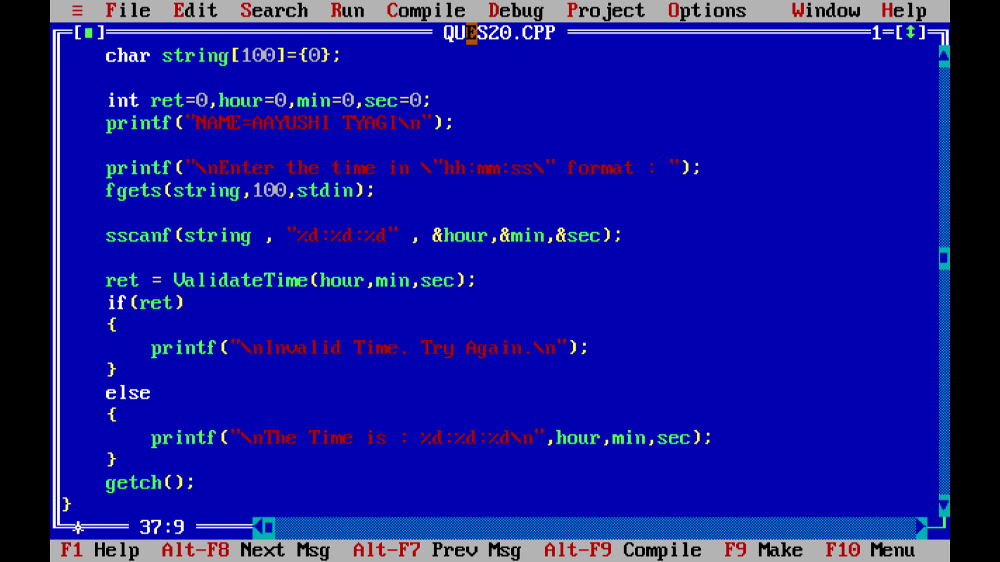 ≡ File Edit Search Run Compile Debug Project Options Window Help
[■] QUES20.CPP 1=[↕]
char string[100]={0};
int ret=0,hour=0,min=0,sec=0;
printf("NAME=AAYUSHI TYAGI\n");
printf("\nEnter the time in \"hh:mm:ss\" format : ");
fgets(string,100,stdin);
sscanf(string , "%d:%d:%d" , &hour,&min,&sec);
ret = ValidateTime(hour,min,sec);
if(ret)
{
printf("\nInvalid Time. Try Again.\n");
}
else
{
printf("\nThe Time is : %d:%d:%d\n",hour,min,sec);
}
getch();
}
37:9
F1 Help Alt-F8 Next Msg Alt-F7 Prev Msg Alt-F9 Compile F9 Make F10 Menu